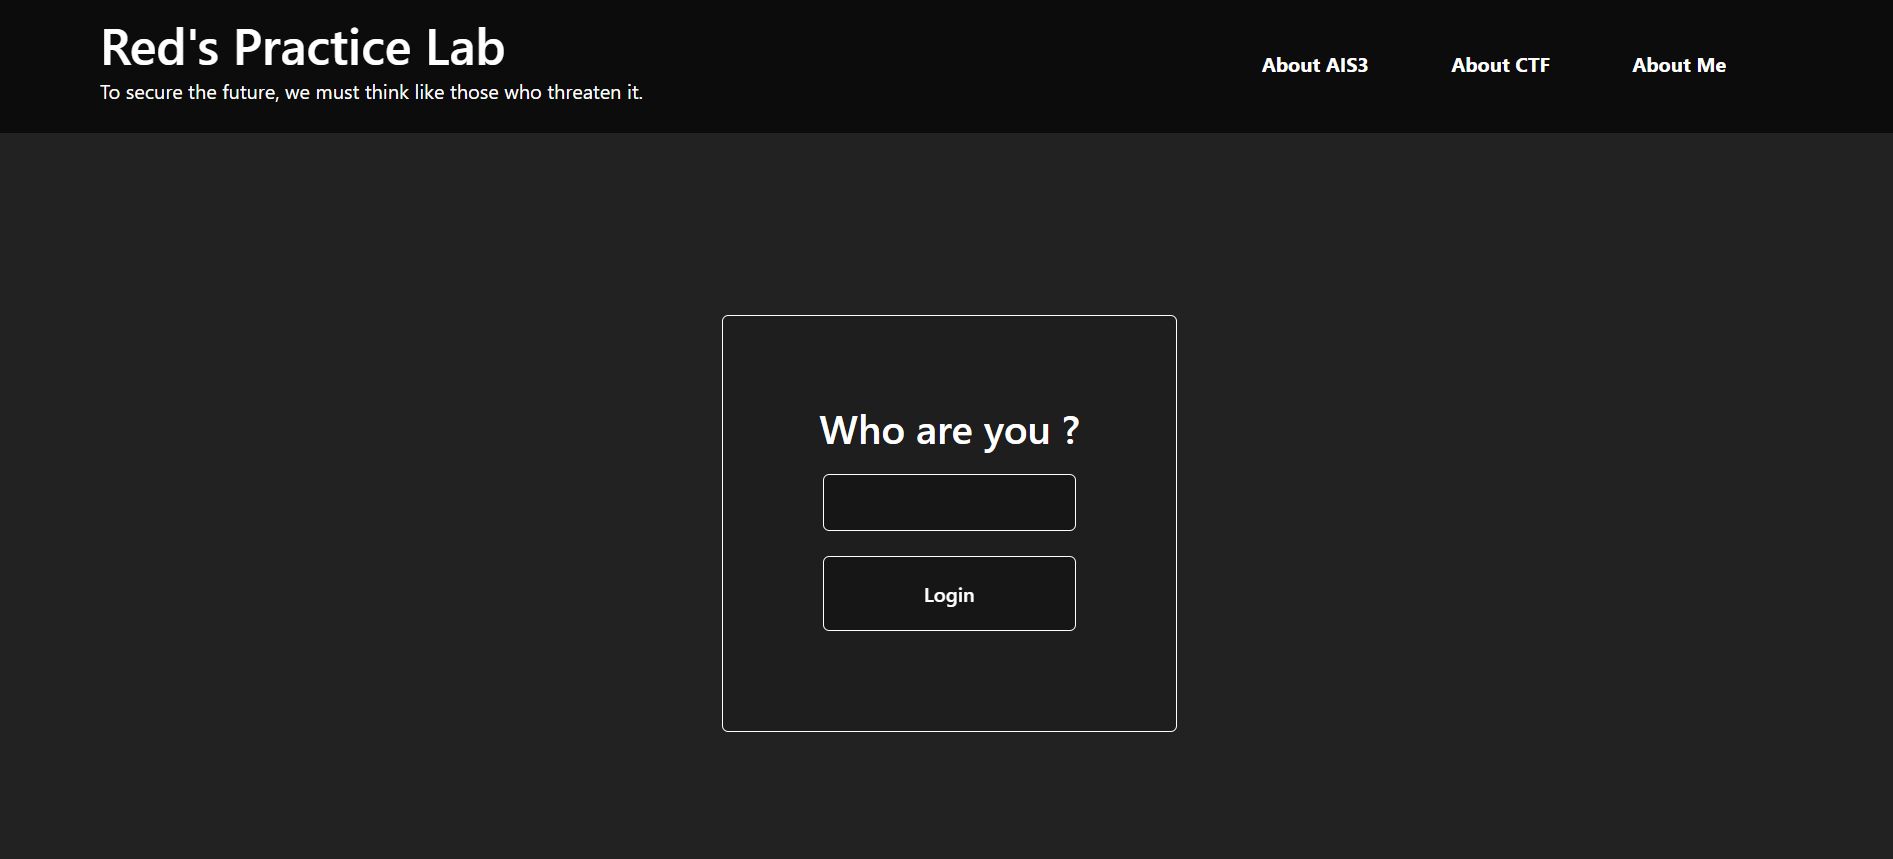 Red's Practice Lab
To secure the future, we must think like those who threaten it.
About AIS3
About CTF
About Me
Who are you ?
Login